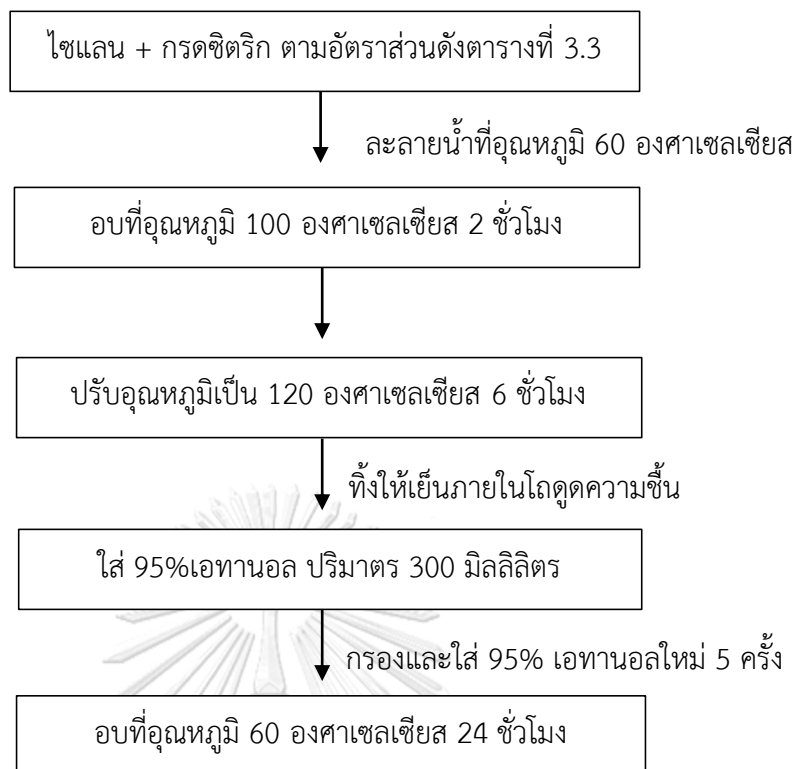 ไซแลน + กรดซิตริก ตามอัตราส่วนดังตารางที่ 3.3
ละลายน้ำที่อุณหภูมิ 60 องศาเซลเซียส
อบที่อุณหภูมิ 100 องศาเซลเซียส 2 ชั่วโมง
ปรับอุณหภูมิเป็น 120 องศาเซลเซียส 6 ชั่วโมง
ทิ้งให้เย็นภายในโถดูดความชื้น
ใส่ 95%เอทานอล ปริมาตร 300 มิลลิลิตร
กรองและใส่ 95% เอทานอลใหม่ 5 ครั้ง
อบที่อุณหภูมิ 60 องศาเซลเซียส 24 ชั่วโมง